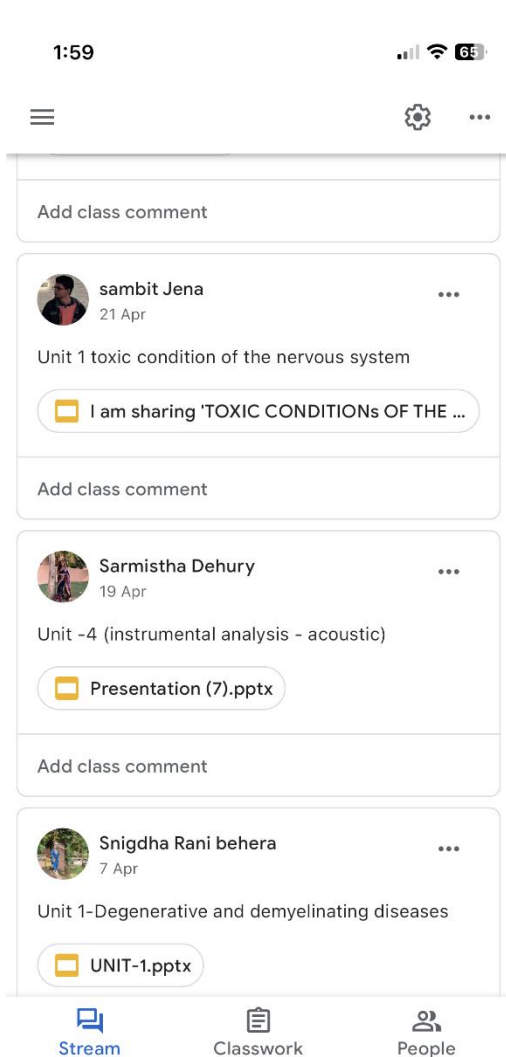 1:59
65
Add class comment
sambit Jena
21 Apr
Unit 1 toxic condition of the nervous system
I am sharing 'TOXIC CONDITIONs OF THE ...
Add class comment
Sarmistha Dehury
19 Apr
Unit -4 (instrumental analysis - acoustic)
Presentation (7).pptx
Add class comment
Snigdha Rani behera
7 Apr
Unit 1-Degenerative and demyelinating diseases
UNIT-1.pptx
Stream Classwork People